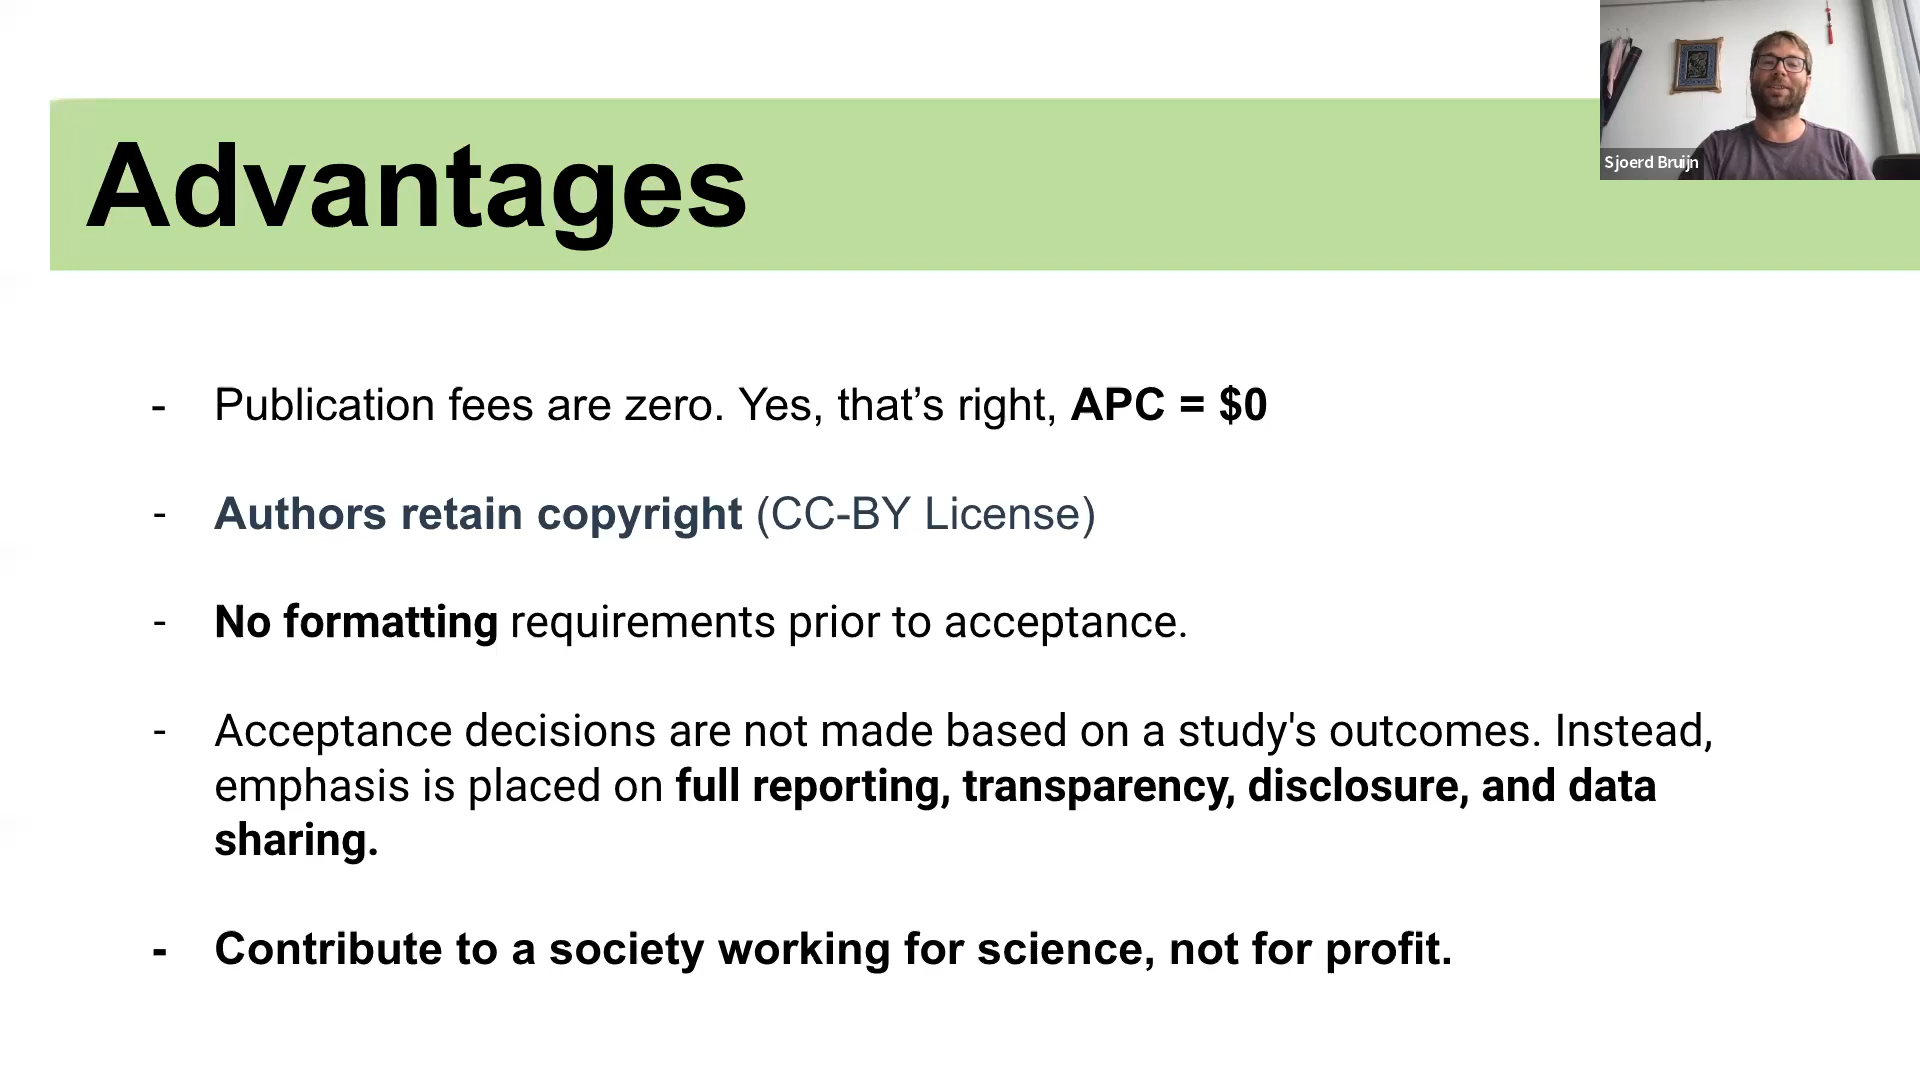 Advantages
Sjoerd Bruijn
- Publication fees are zero. Yes, that’s right, APC = $0
- Authors retain copyright (CC-BY License)
- No formatting requirements prior to acceptance.
- Acceptance decisions are not made based on a study's outcomes. Instead,
emphasis is placed on full reporting, transparency, disclosure, and data
sharing.
- Contribute to a society working for science, not for profit.